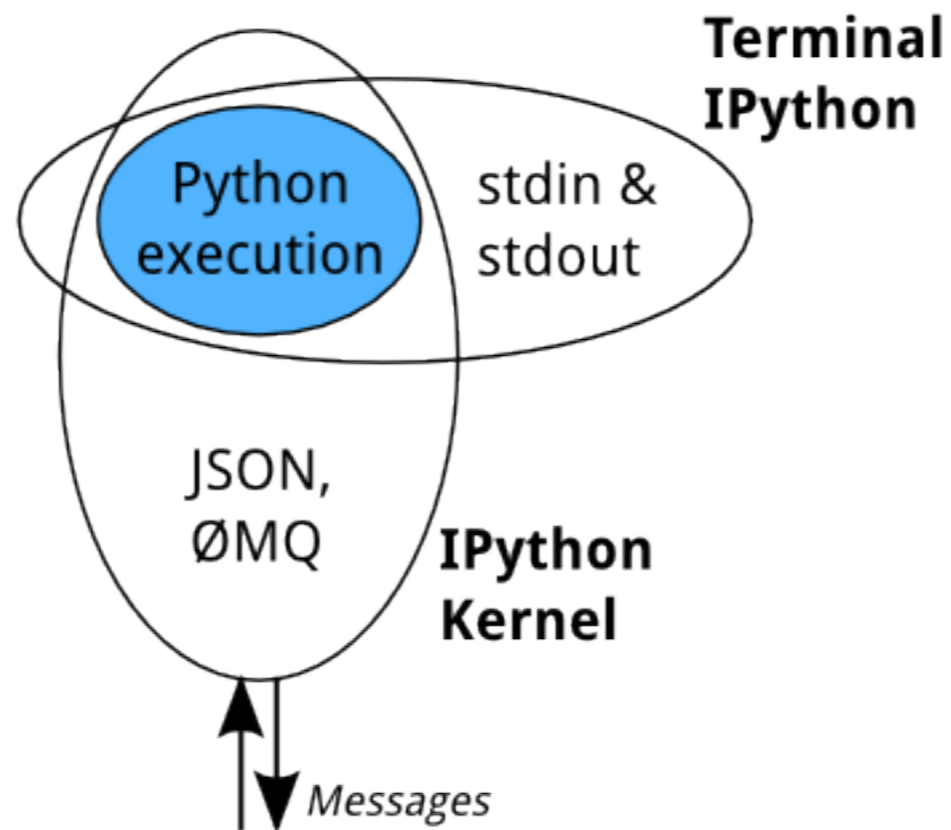 Terminal
IPython
Python
execution
stdin &
stdout
JSON,
ØMQ
IPython
Kernel
Messages